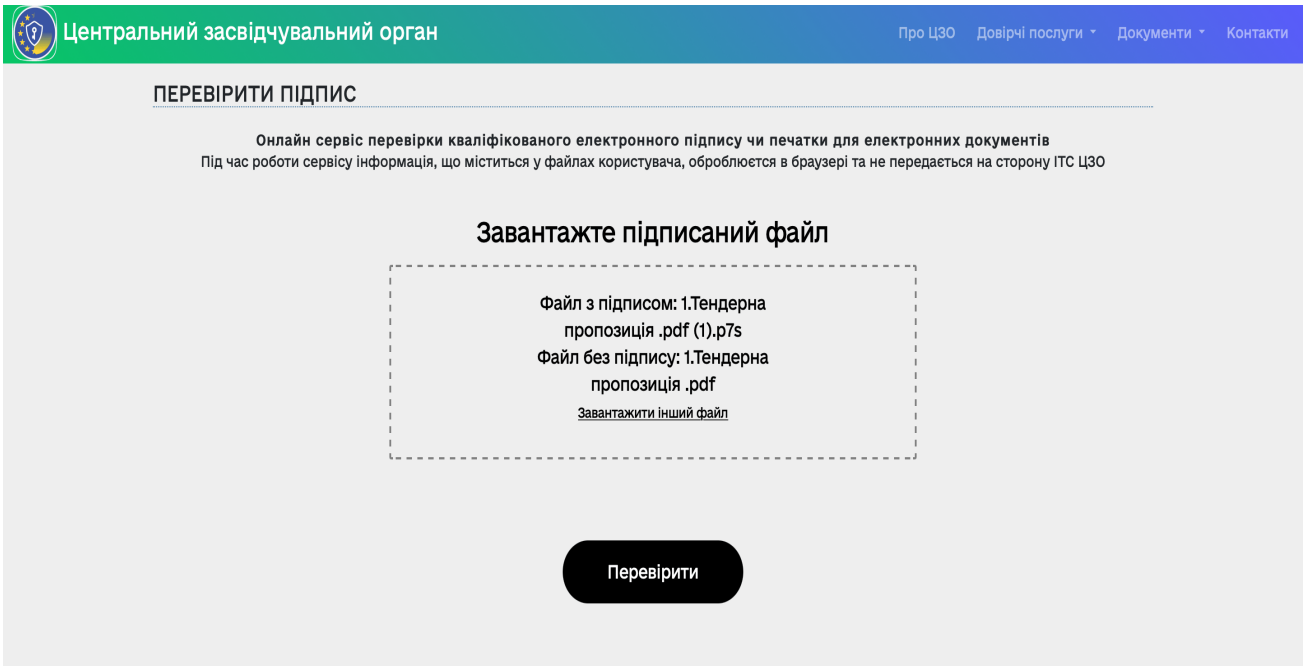 Центральний засвідчувальний орган
Про ЦЗО Довірчі послуги Документи Контакти
ПЕРЕВІРИТИ ПІДПИС
Онлайн сервіс перевірки кваліфікованого електронного підпису чи печатки для електронних документів
Під час роботи сервісу інформація, що міститься у файлах користувача, оброблюєтся в браузері та не передається на сторону ІТС ЦЗО
Завантажте підписаний файл
Файл з підписом: 1.Тендерна
пропозиція .pdf (1).p7s
Файл без підпису: 1.Тендерна
пропозиція .pdf
Завантажити інший файл
Перевірити